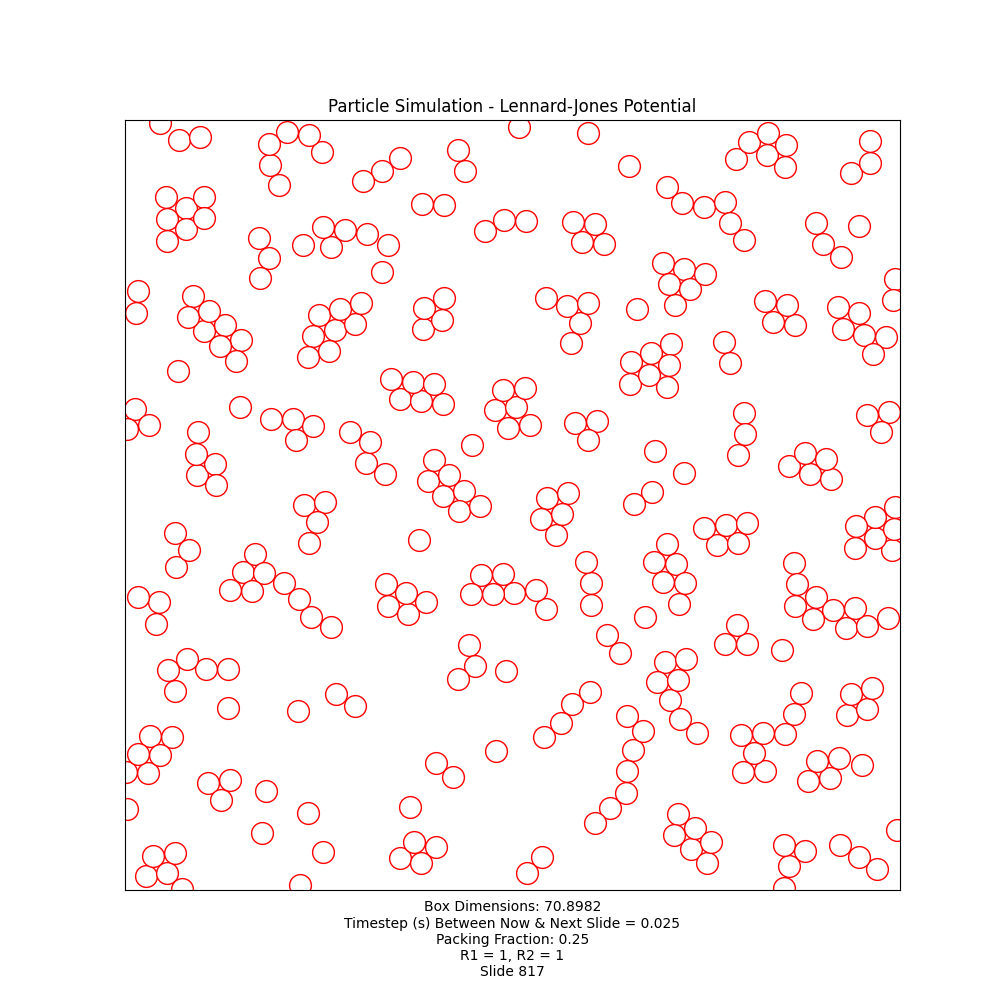 Particle Simulation - Lennard-Jones Potential
Box Dimensions: 70.8982
Timestep (s) Between Now & Next Slide = 0.025
Packing Fraction: 0.25
R1 = 1, R2 = 1
Slide 817